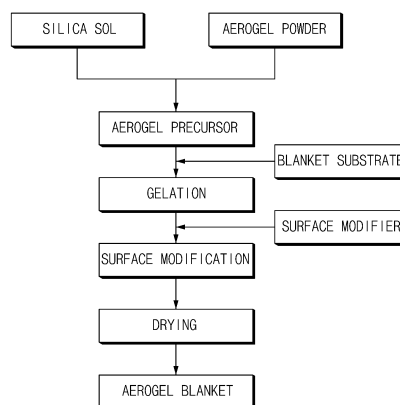 SILICA SOL
AEROGEL POWDER
AEROGEL PRECURSOR
BLANKET SUBSTRATE
GELATION
SURFACE MODIFIER
SURFACE MODIFICATION
DRYING
AEROGEL BLANKET